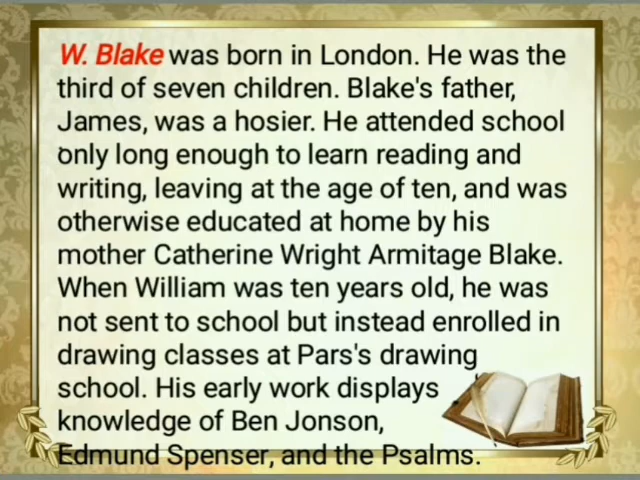 W. Blake was born in London. He was the
third of seven children. Blake's father,
James, was a hosier. He attended school
only long enough to learn reading and
writing, leaving at the age of ten, and was
otherwise educated at home by his
mother Catherine Wright Armitage Blake.
When William was ten years old, he was
not sent to school but instead enrolled in
drawing classes at Pars's drawing
school. His early work displays
knowledge of Ben Jonson,
Edmund Spenser, and the Psalms.